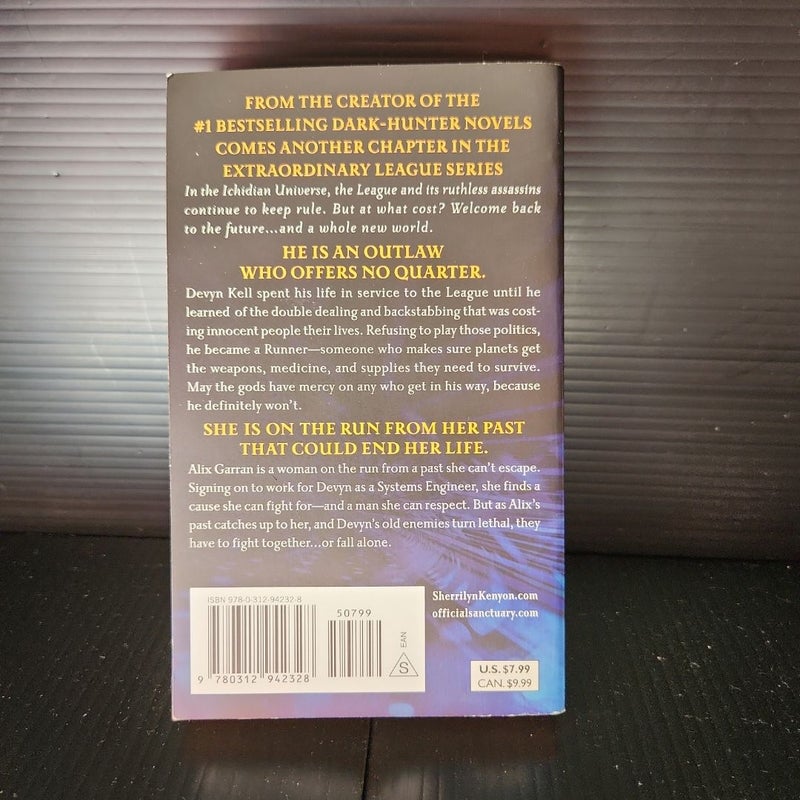 FROM THE CREATOR OF THE
#1 BESTSELLING DARK-HUNTER NOVELS
COMES ANOTHER CHAPTER IN THE
EXTRAORDINARY LEAGUE SERIES
In the Ichidian Universe, the League and its ruthless assassins
continue to keep rule. But at what cost? Welcome back
to the future...and a whole new world.
HE IS AN OUTLAW
WHO OFFERS NO QUARTER.
Devyn Kell spent his life in service to the League until he
learned of the double dealing and backstabbing that was cost-
ing innocent people their lives. Refusing to play those politics,
he became a Runner—someone who makes sure planets get
the weapons, medicine, and supplies they need to survive.
May the gods have mercy on any who get in his way, because
he definitely won't.
SHE IS ON THE RUN FROM HER PAST
THAT COULD END HER LIFE.
Alix Garran is a woman on the run from a past she can't escape.
Signing on to work for Devyn as a Systems Engineer, she finds a
cause she can fight for—and a man she can respect. But as Alix's
past catches up to her, and Devyn's old enemies turn lethal, they
have to fight together...or fall alone.
ISBN 978-0-312-94232-8
50799
9 780312 942328
EAN
S
SherrilynKenyon.com
officialsanctuary.com
U.S. $7.99
CAN. $9.99